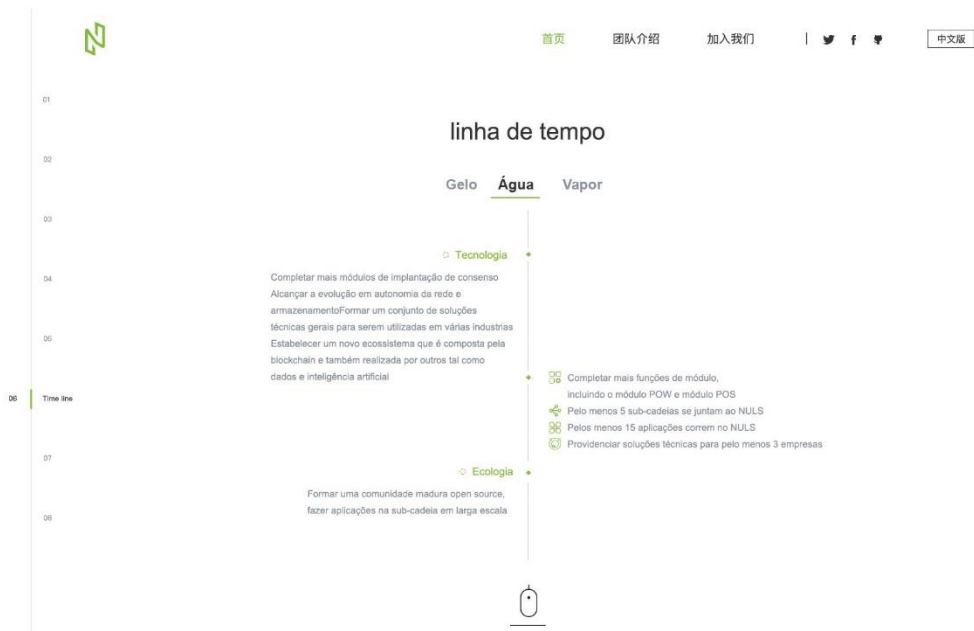 首页 团队介绍 加入我们 中文版
01
02
03
04
05
06 Time line
07
08
linha de tempo
Gelo Água Vapor
Tecnologia
Completar mais módulos de implantação de consenso
Alcançar a evolução em autonomia da rede e
armazenamentoFormar um conjunto de soluções
técnicas gerais para serem utilizadas em várias industrias
Estabelecer um novo ecossistema que é composta pela
blockchain e também realizada por outros tal como
dados e inteligência artificial
Completar mais funções de módulo,
incluindo o módulo POW e módulo POS
Pelo menos 5 sub-cadeias se juntam ao NULS
Pelos menos 15 aplicações correm no NULS
Providenciar soluções técnicas para pelo menos 3 empresas
Ecologia
Formar uma comunidade madura open source,
fazer aplicações na sub-cadeia em larga escala